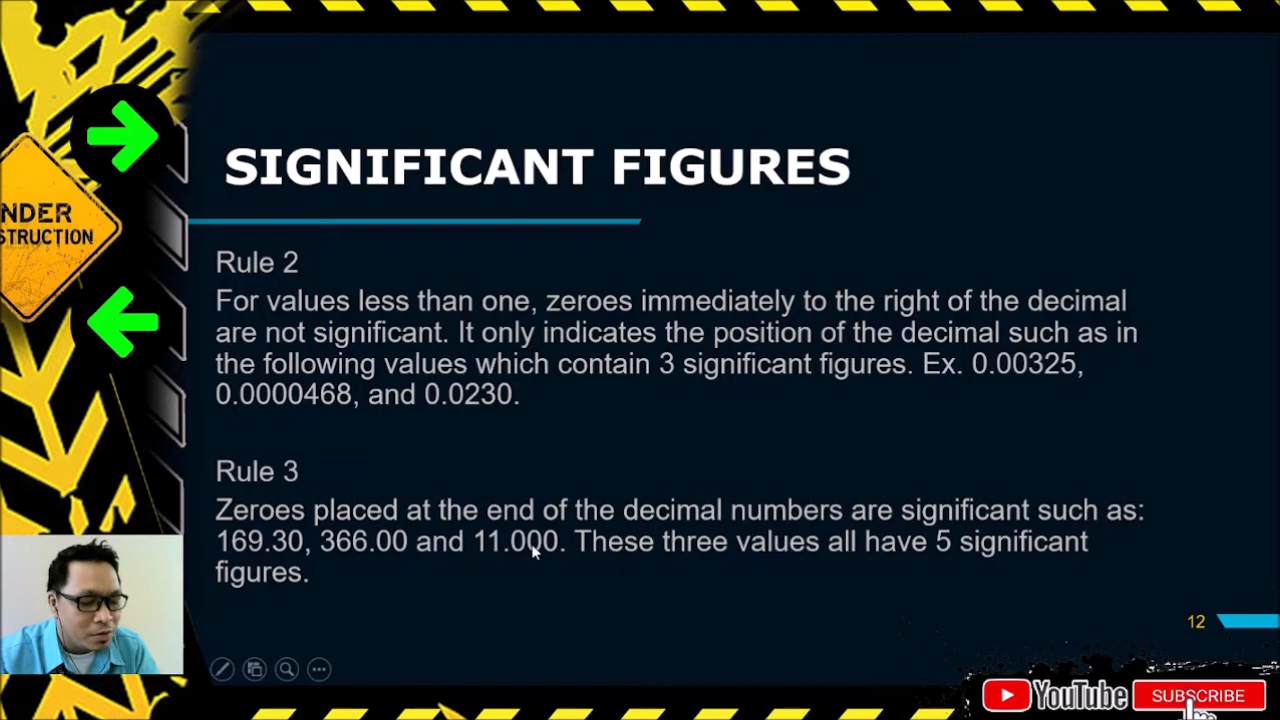 SIGNIFICANT FIGURES
NDER
STRUCTION
Rule 2
For values less than one, zeroes immediately to the right of the decimal
are not significant. It only indicates the position of the decimal such as in
the following values which contain 3 significant figures. Ex. 0.00325,
0.0000468, and 0.0230.
Rule 3
Zeroes placed at the end of the decimal numbers are significant such as:
169.30, 366.00 and 11.000. These three values all have 5 significant
figures.
12
YouTube SUBSCRIBE